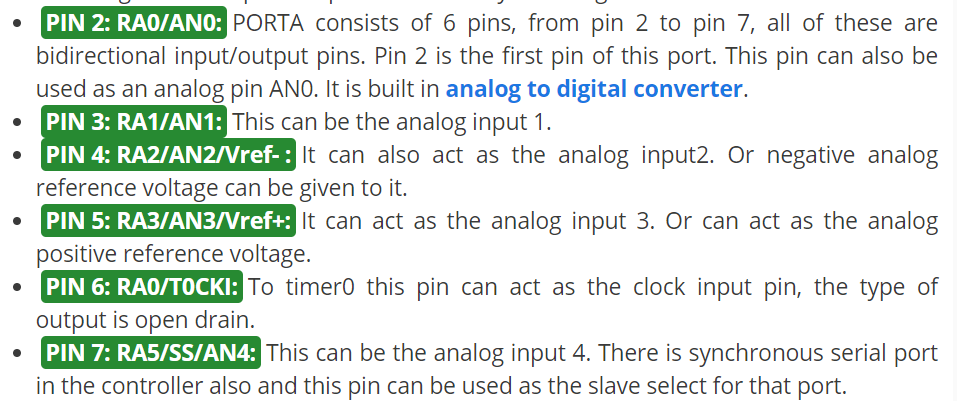 PIN 2: RA0/AN0: PORTA consists of 6 pins, from pin 2 to pin 7, all of these are
bidirectional input/output pins. Pin 2 is the first pin of this port. This pin can also be
used as an analog pin AN0. It is built in analog to digital converter.
PIN 3: RA1/AN1: This can be the analog input 1.
PIN 4: RA2/AN2/Vref- : It can also act as the analog input2. Or negative analog
reference voltage can be given to it.
PIN 5: RA3/AN3/Vref+: It can act as the analog input 3. Or can act as the analog
positive reference voltage.
PIN 6: RA0/T0CKI: To timer0 this pin can act as the clock input pin, the type of
output is open drain.
PIN 7: RA5/SS/AN4: This can be the analog input 4. There is synchronous serial port
in the controller also and this pin can be used as the slave select for that port.